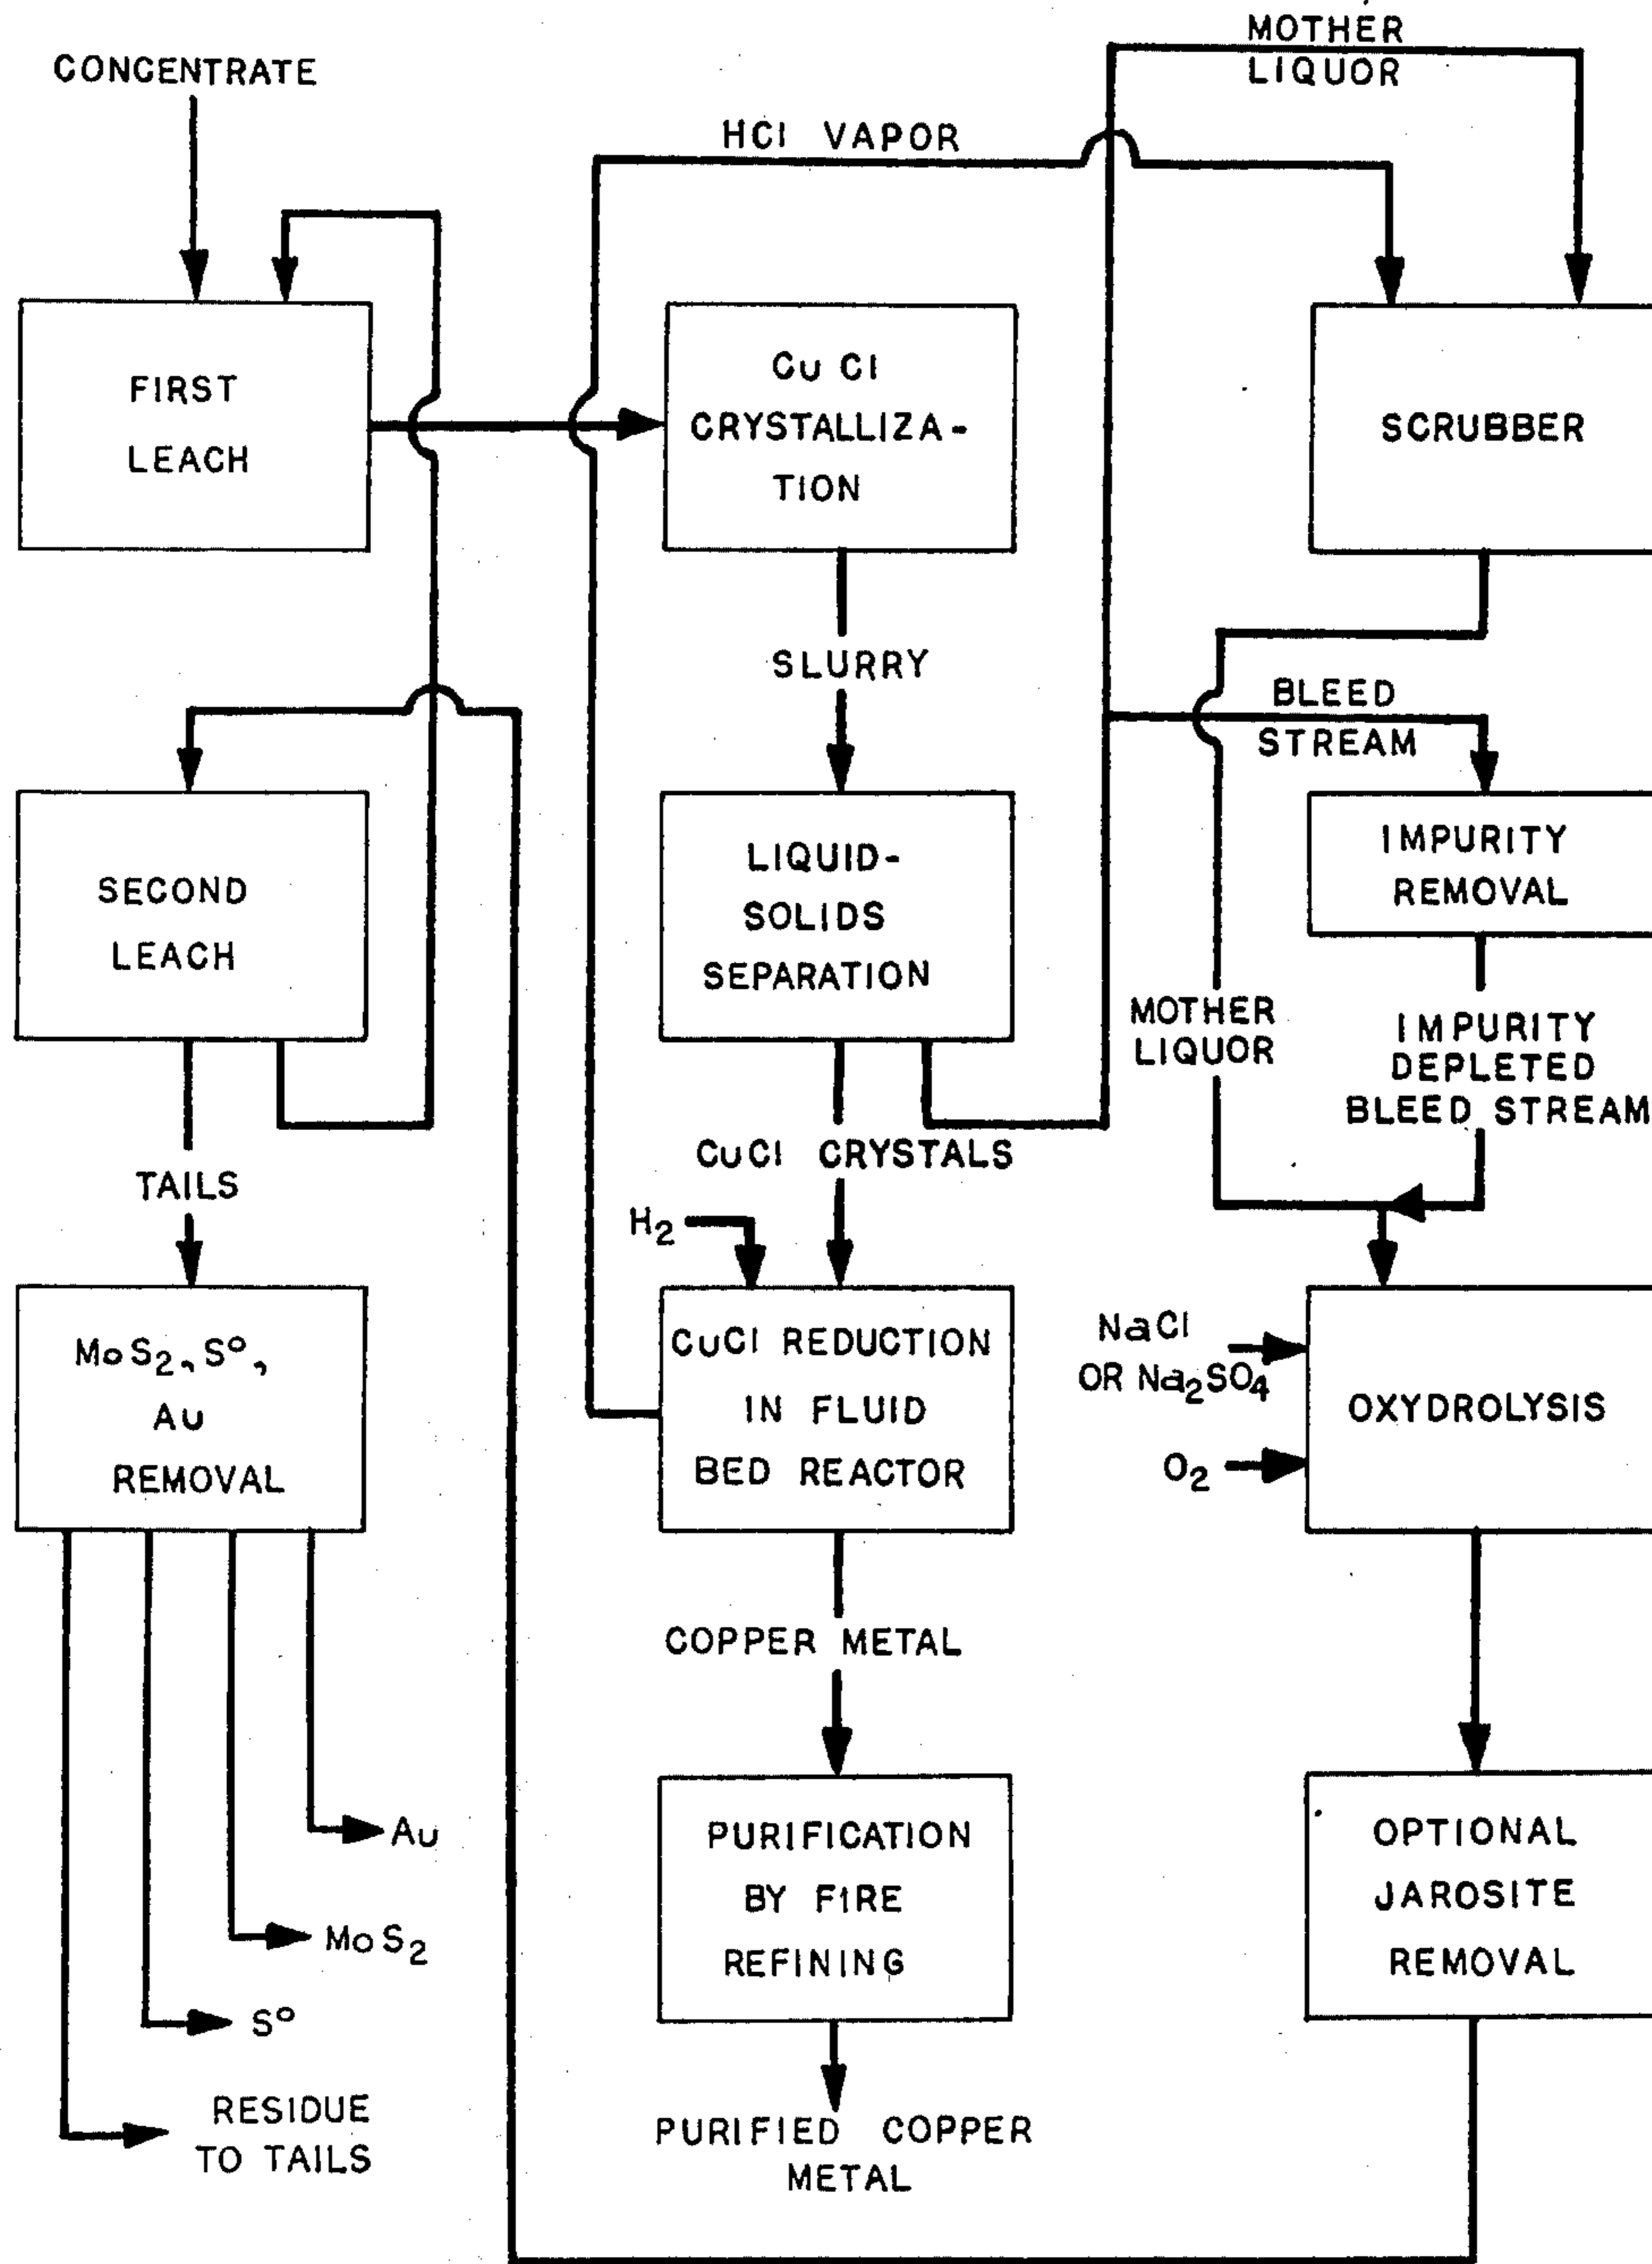 CONCENTRATE
MOTHER
LIQUOR
HCl VAPOR
FIRST
LEACH
CuCl
CRYSTALLIZA-
TION
SCRUBBER
SLURRY
BLEED
STREAM
SECOND
LEACH
LIQUID-
SOLIDS
SEPARATION
IMPURITY
REMOVAL
MOTHER
LIQUOR
IMPURITY
DEPLETED
BLEED STREAM
TAILS
CuCl CRYSTALS
H2
MoS2, S°,
Au
REMOVAL
CuCl REDUCTION
IN FLUID
BED REACTOR
NaCl
OR Na2SO4
O2
OXYDROLYSIS
COPPER METAL
Au
MoS2
S°
RESIDUE
TO TAILS
PURIFICATION
BY FIRE
REFINING
OPTIONAL
JAROSITE
REMOVAL
PURIFIED COPPER
METAL